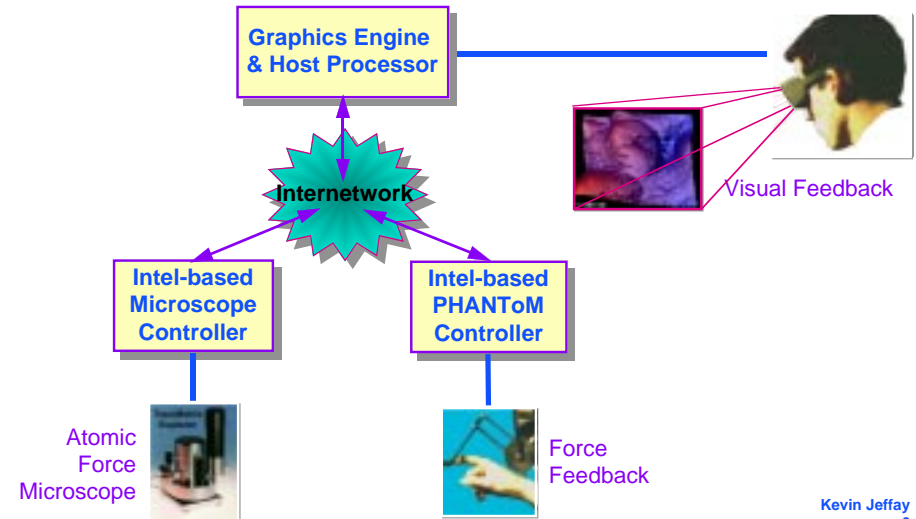 Graphics Engine
& Host Processor
Internetwork
Visual Feedback
Intel-based
Microscope
Controller
Intel-based
PHANToM
Controller
Atomic
Force
Microscope
Force
Feedback
Kevin Jeffay